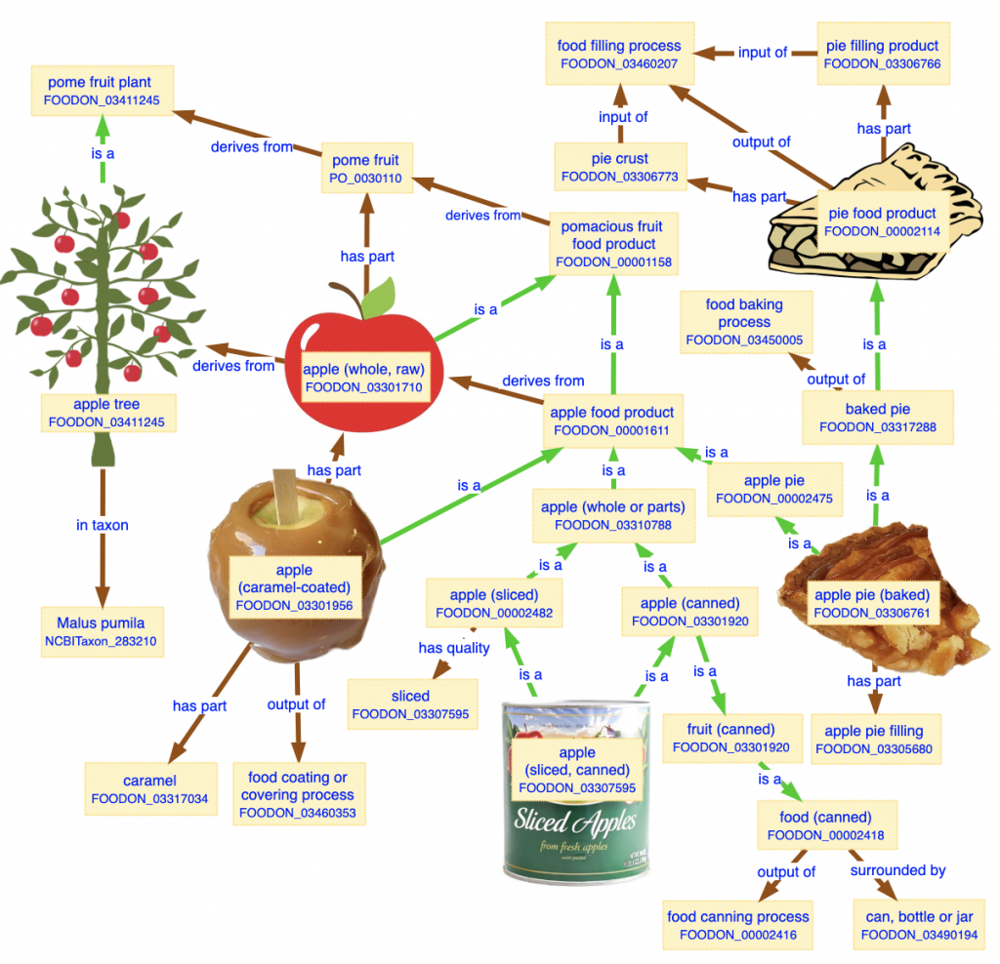 food filling process
FOODON_03460207
input of
pie filling product
FOODON_03306766
pome fruit plant
FOODON_03411245
input of
has part
is a
derives from
output of
pome fruit
PO_0030110
pie crust
FOODON_03306773
has part
derives from
pomacious fruit
food product
FOODON_00001158
pie food product
FOODON_00002114
has part
is a
food baking
process
FOODON_03450005
is a
is a
derives from
apple (whole, raw)
FOODON_03301710
derives from
output of
apple tree
FOODON_03411245
apple food product
FOODON_00001611
baked pie
FOODON_03317288
is a
has part
is a
is a
apple pie
FOODON_00002475
is a
in taxon
apple (whole or parts)
FOODON_03310788
is a
apple
(caramel-coated)
FOODON_03301956
is a
is a
apple (sliced)
FOODON_00002482
apple (canned)
FOODON_03301920
apple pie (baked)
FOODON_03306761
Malus pumila
NCBITaxon_283210
has quality
is a
is a
is a
has part
has part
output of
sliced
FOODON_03307595
fruit (canned)
FOODON_03301920
apple pie filling
FOODON_03305680
apple
(sliced, canned)
FOODON_03307595
is a
caramel
FOODON_03317034
food coating or
covering process
FOODON_03460353
Sliced Apples
from fresh apples
food (canned)
FOODON_00002418
output of
surrounded by
food canning process
FOODON_00002416
can, bottle or jar
FOODON_03490194